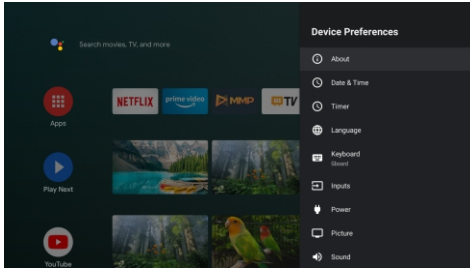 Search movies, TV, and more
Apps
NETFLIX
prime video
MMP
TV
Play Next
YouTube
Device Preferences
About
Date & Time
Timer
Language
Keyboard
Gboard
Inputs
Power
Picture
Sound